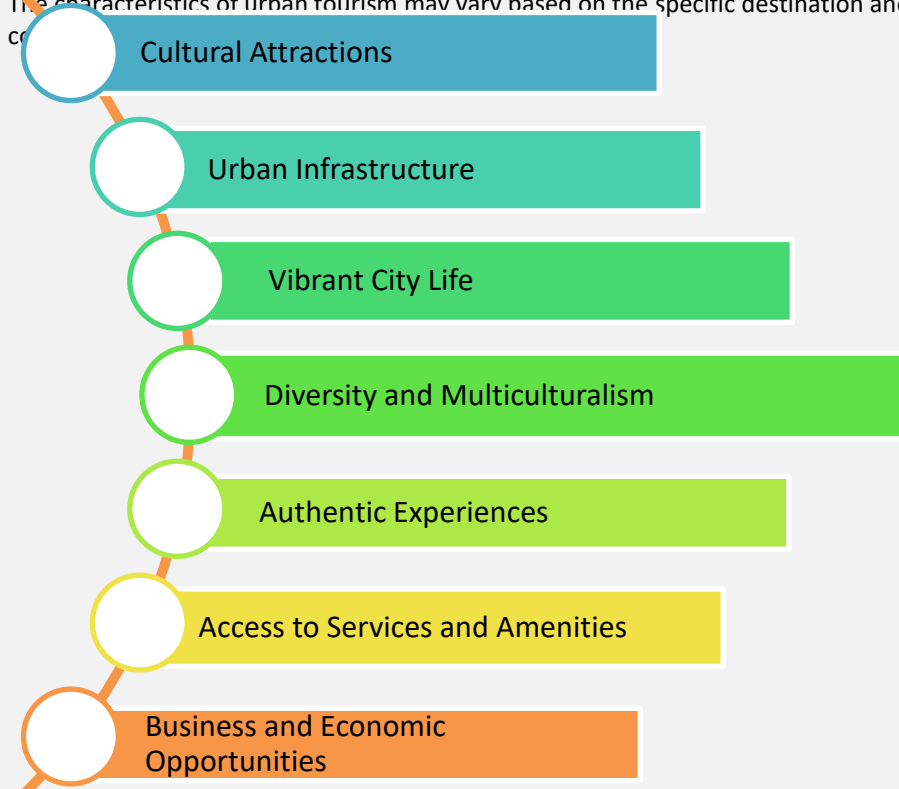 The characteristics of urban tourism may vary based on the specific destination and
Cultural Attractions
Urban Infrastructure
Vibrant City Life
Diversity and Multiculturalism
Authentic Experiences
Access to Services and Amenities
Business and Economic
Opportunities